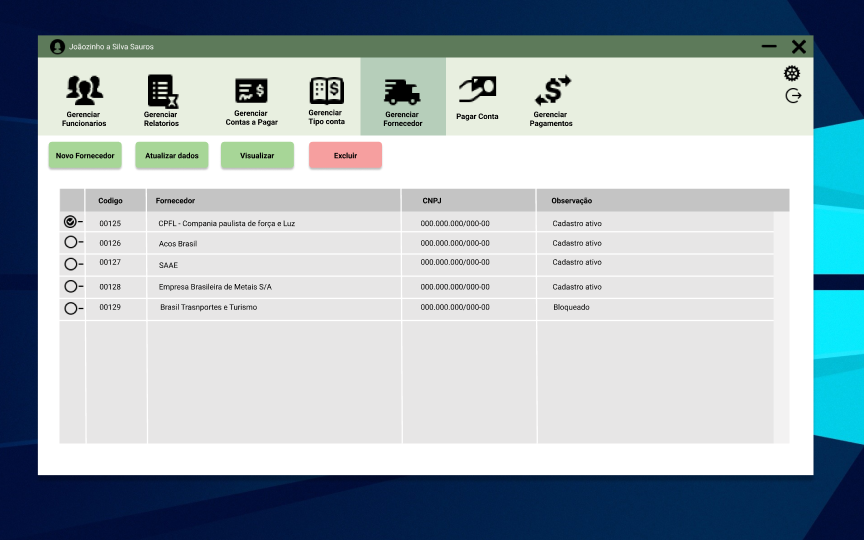 Joãozinho a Silva Sauros
Gerenciar
Funcionarios
Gerenciar
Relatorios
Gerenciar
Contas a Pagar
Gerenciar
Tipo conta
Gerenciar
Fornecedor
Pagar Conta
Gerenciar
Pagamentos
Novo Fornecedor
Atualizar dados
Visualizar
Excluir
Codigo Fornecedor CNPJ Observação
00125 CPFL - Compania paulista de força e Luz 000.000.000/000-00 Cadastro ativo
00126 Acos Brasil 000.000.000/000-00 Cadastro ativo
00127 SAAE 000.000.000/000-00 Cadastro ativo
00128 Empresa Brasileira de Metais S/A 000.000.000/000-00 Cadastro ativo
00129 Brasil Trasnportes e Turismo 000.000.000/000-00 Bloqueado